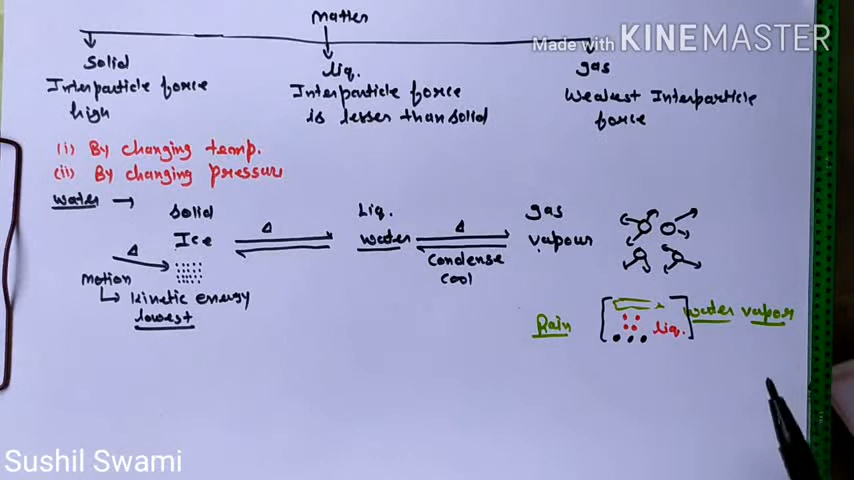 Matter
Made with KINEMASTER
Solid
Interparticle force
high
Liq.
Interparticle force
is lesser than solid
gas
Weakest Interparticle
force
(i) By changing temp.
(ii) By changing pressure
water →
Solid
Ice
Δ
Liq.
water
Δ
Condense
cool
gas
vapour
Δ
Motion
kinetic energy
lowest
Rain
liq.
water vapor
Sushil Swami